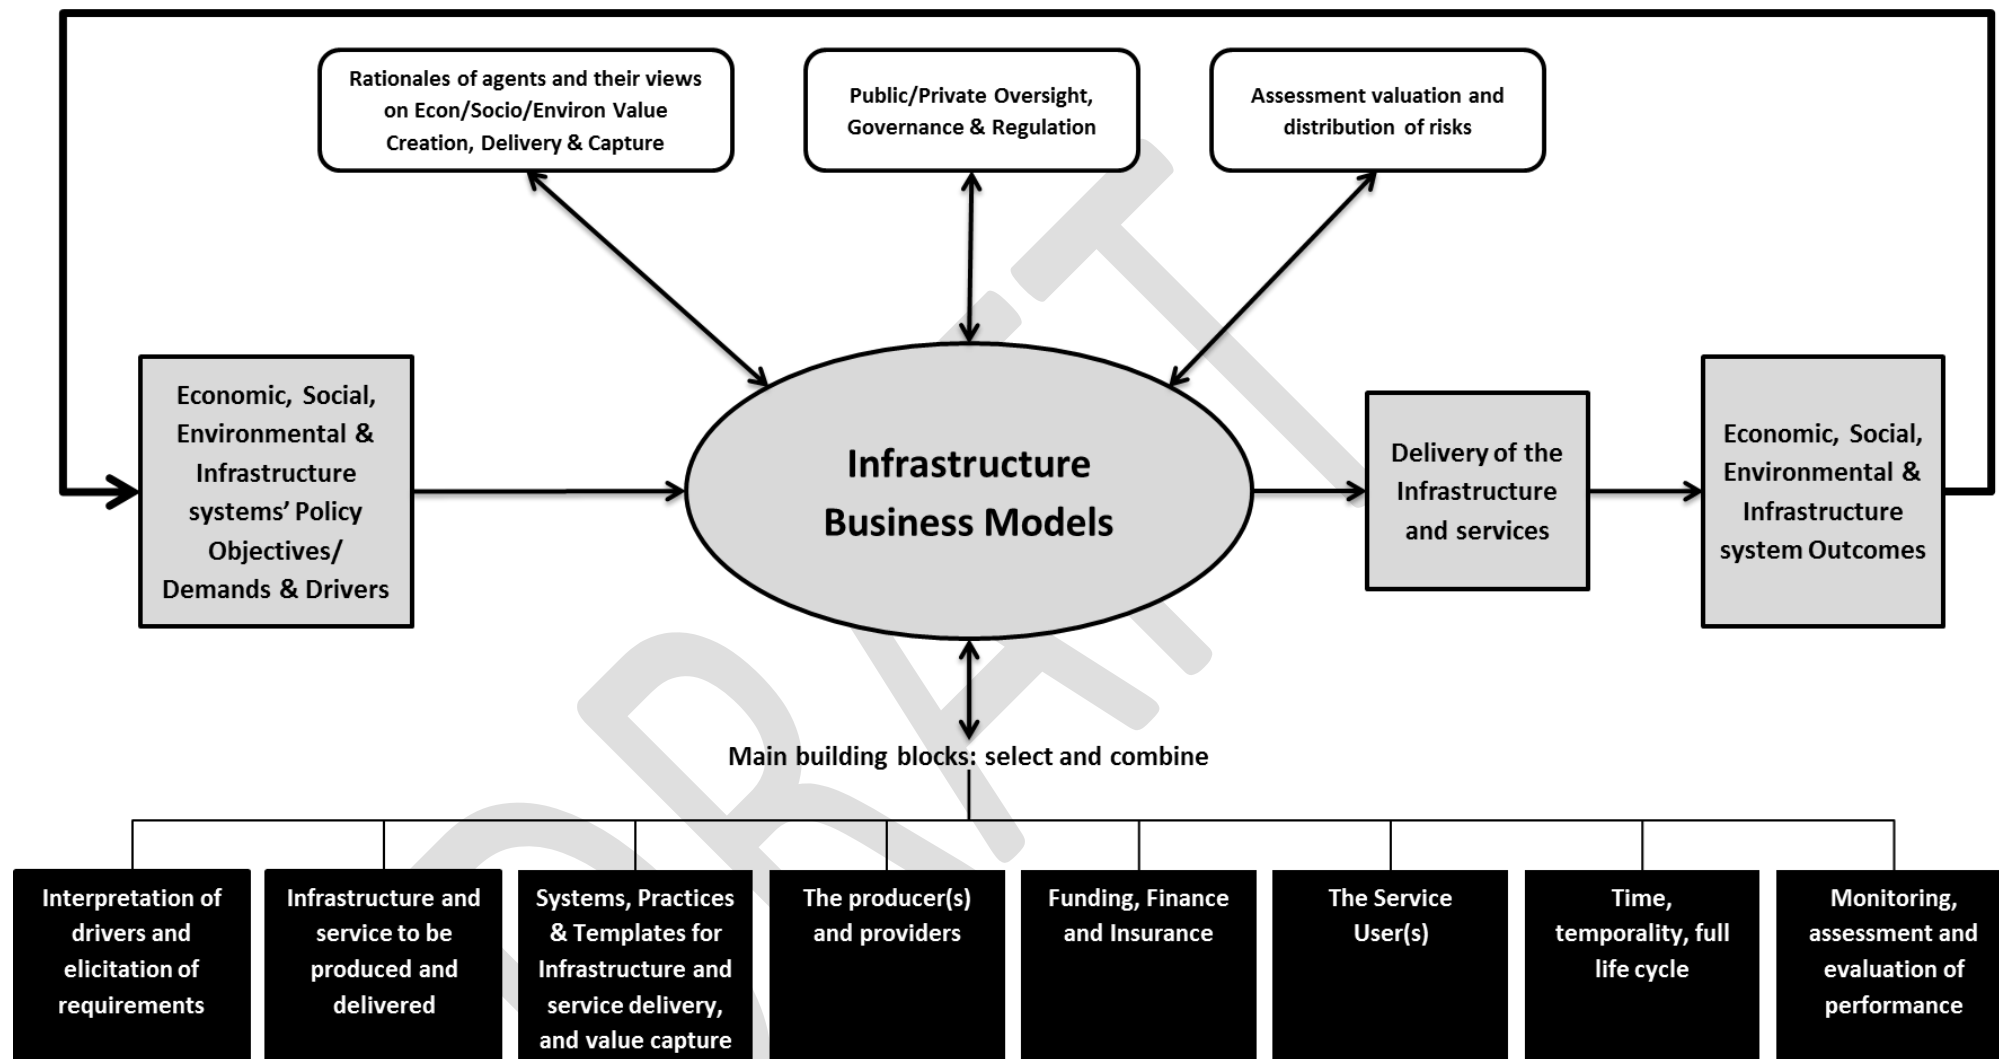 Rationales of agents and their views
on Econ/Socio/Environ Value
Creation, Delivery & Capture
Public/Private Oversight,
Governance & Regulation
Assessment valuation and
distribution of risks
Economic, Social,
Environmental &
Infrastructure
systems' Policy
Objectives/
Demands & Drivers
Infrastructure
Business Models
Delivery of the
Infrastructure
and services
Economic, Social,
Environmental &
Infrastructure
system Outcomes
Main building blocks: select and combine
Interpretation of
drivers and
elicitation of
requirements
Infrastructure and
service to be
produced and
delivered
Systems, Practices
& Templates for
Infrastructure and
service delivery,
and value capture
The producer(s)
and providers
Funding, Finance
and Insurance
The Service
User(s)
Time,
temporality, full
life cycle
Monitoring,
assessment and
evaluation of
performance
DRAFT